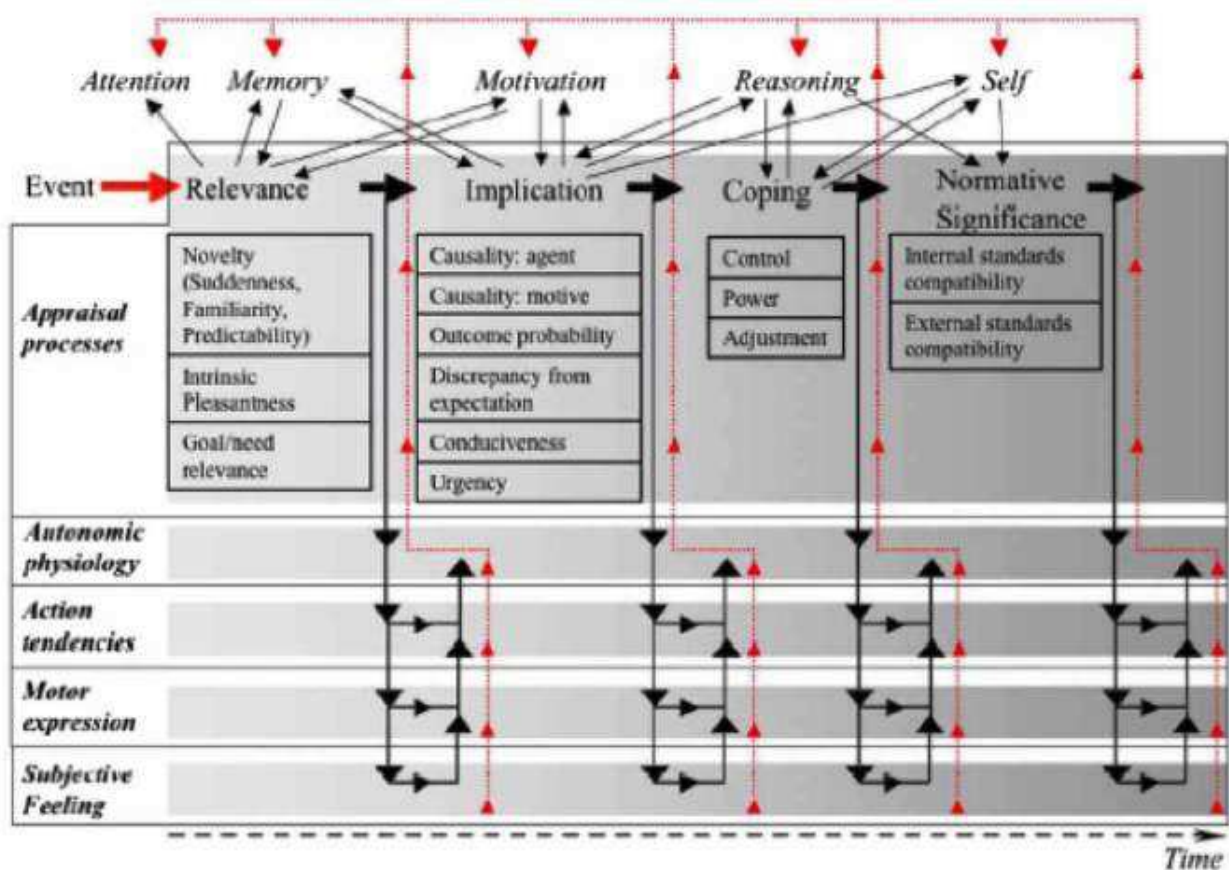 Attention Memory Motivation Reasoning Self
Event Relevance Implication Coping Normative
Significance
Appraisal
processes
Novelty
(Suddenness,
Familiarity,
Predictability)
Intrinsic
Pleasantness
Goal/need
relevance
Causality: agent
Causality: motive
Outcome probability
Discrepancy from
expectation
Conduciveness
Urgency
Control
Power
Adjustment
Internal standards
compatibility
External standards
compatibility
Autonomic
physiology
Action
tendencies
Motor
expression
Subjective
Feeling
Time